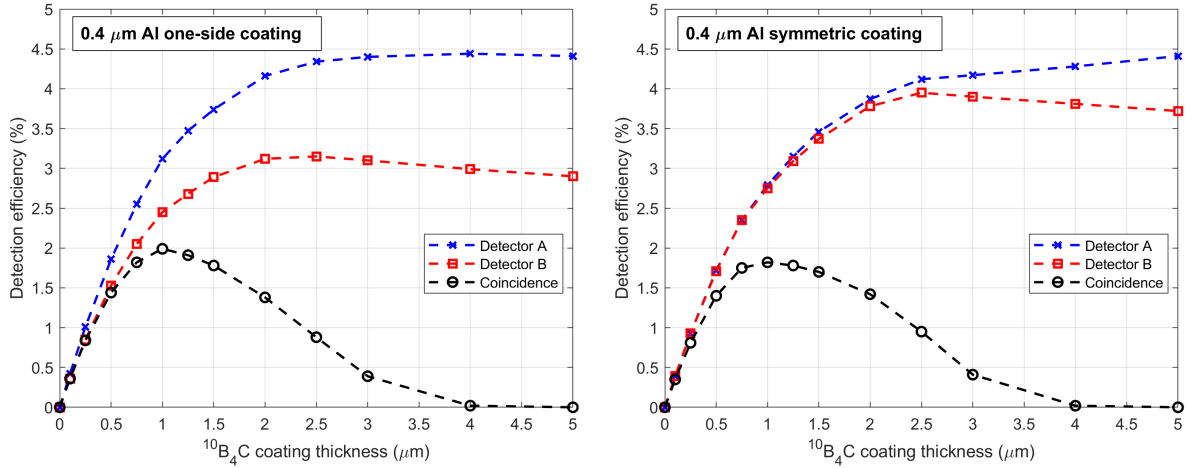 0.4 μm Al one-side coating
Detection efficiency (%)
5
4.5
4
3.5
3
2.5
2
1.5
1
0.5
0
Detector A
Detector B
Coincidence
0 0.5 1 1.5 2 2.5 3 3.5 4 4.5 5
¹⁰B₄C coating thickness (μm)
0.4 μm Al symmetric coating
Detection efficiency (%)
5
4.5
4
3.5
3
2.5
2
1.5
1
0.5
0
Detector A
Detector B
Coincidence
0 0.5 1 1.5 2 2.5 3 3.5 4 4.5 5
¹⁰B₄C coating thickness (μm)